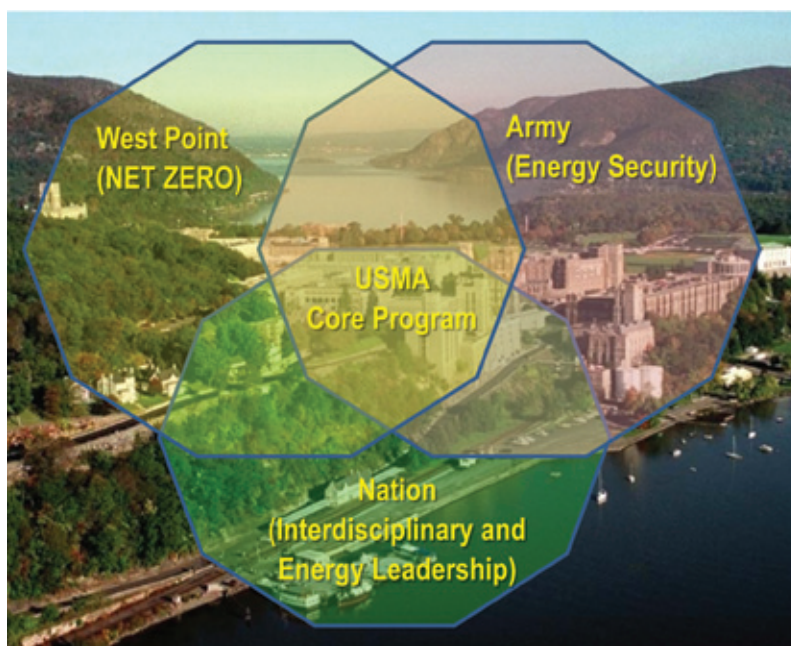 West Point
(NET ZERO)
Army
(Energy Security)
USMA
Core Program
Nation
(Interdisciplinary and
Energy Leadership)